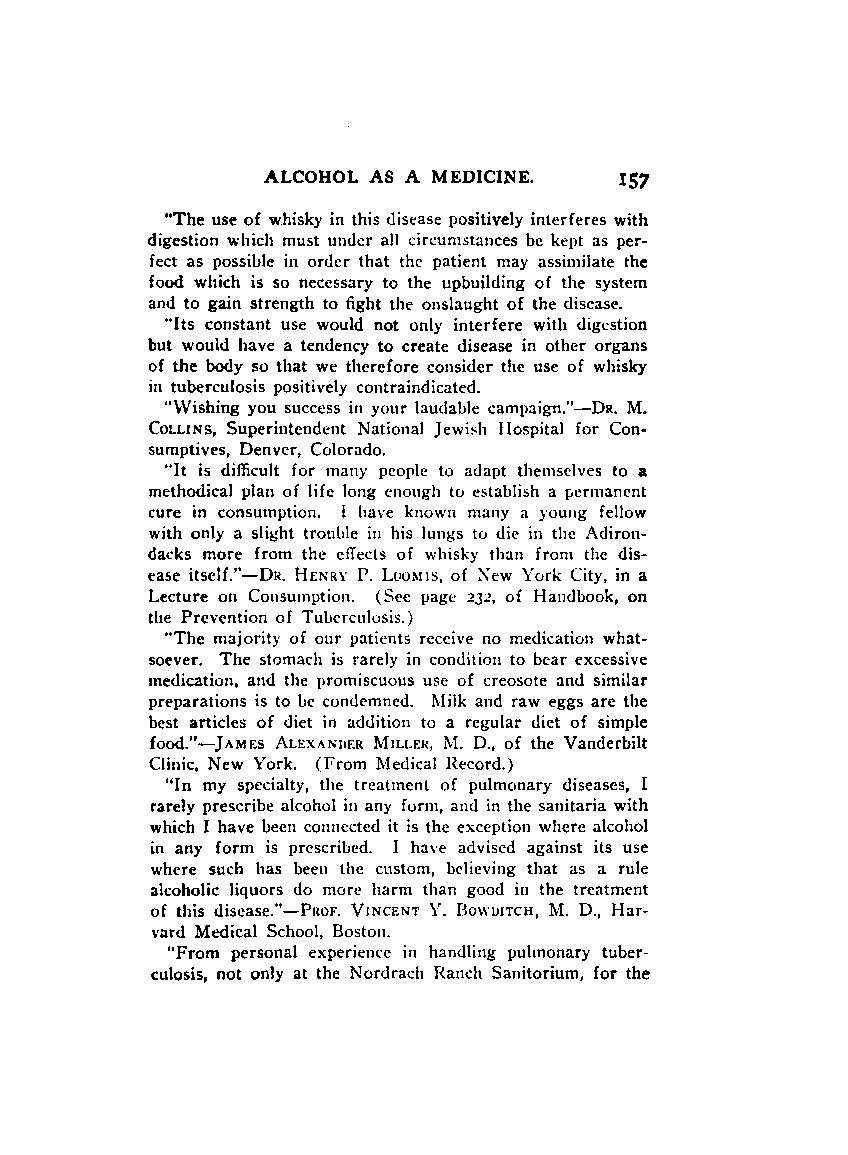 ALCOHOL AS A MEDICINE. 157
"The use of whisky in this disease positively interferes with
digestion which must under all circumstances be kept as per-
fect as possible in order that the patient may assimilate the
food which is so necessary to the upbuilding of the system
and to gain strength to fight the onslaught of the disease.
"Its constant use would not only interfere with digestion
but would have a tendency to create disease in other organs
of the body so that we therefore consider the use of whisky
in tuberculosis positively contraindicated.
"Wishing you success in your laudable campaign."—DR. M.
COLLINS, Superintendent National Jewish Hospital for Con-
sumptives, Denver, Colorado.
"It is difficult for many people to adapt themselves to a
methodical plan of life long enough to establish a permanent
cure in consumption. I have known many a young fellow
with only a slight trouble in his lungs to die in the Adiron-
dacks more from the effects of whisky than from the dis-
ease itself."—DR. HENRY P. LOOMIS, of New York City, in a
Lecture on Consumption. (See page 232, of Handbook, on
the Prevention of Tuberculosis.)
"The majority of our patients receive no medication what-
soever. The stomach is rarely in condition to bear excessive
medication, and the promiscuous use of creosote and similar
preparations is to be condemned. Milk and raw eggs are the
best articles of diet in addition to a regular diet of simple
food."—JAMES ALEXANDER MILLER, M. D., of the Vanderbilt
Clinic, New York. (From Medical Record.)
"In my specialty, the treatment of pulmonary diseases, I
rarely prescribe alcohol in any form, and in the sanitaria with
which I have been connected it is the exception where alcohol
in any form is prescribed. I have advised against its use
where such has been the custom, believing that as a rule
alcoholic liquors do more harm than good in the treatment
of this disease."—PROF. VINCENT Y. BOWDITCH, M. D., Har-
vard Medical School, Boston.
"From personal experience in handling pulmonary tuber-
culosis, not only at the Nordrach Ranch Sanitorium, for the